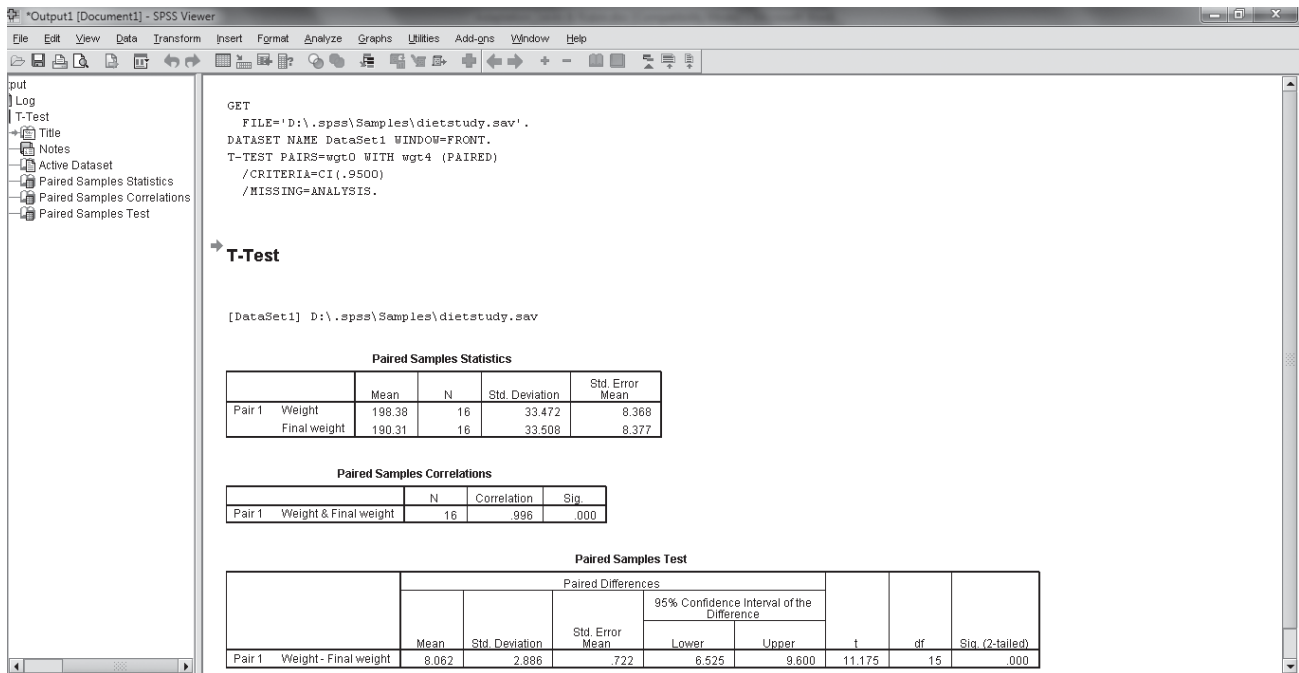 *Output1 [Document1] - SPSS Viewer
File Edit View Data Transform Insert Format Analyze Graphs Utilities Add-ons Window Help
put
Log
T-Test
Title
Notes
Active Dataset
Paired Samples Statistics
Paired Samples Correlations
Paired Samples Test
GET
FILE='D:\.spss\Samples\dietstudy.sav'.
DATASET NAME DataSet1 WINDOW=FRONT.
T-TEST PAIRS=wgt0 WITH wgt4 (PAIRED)
/CRITERIA=CI(.9500)
/MISSING=ANALYSIS.
T-Test
[DataSet1] D:\.spss\Samples\dietstudy.sav
Paired Samples Statistics
Mean N Std. Deviation Std. Error Mean
Pair 1 Weight 198.38 16 33.472 8.368
Final weight 190.31 16 33.508 8.377
Paired Samples Correlations
N Correlation Sig.
Pair 1 Weight & Final weight 16 .996 .000
Paired Samples Test
Paired Differences
95% Confidence Interval of the Difference
Mean Std. Deviation Std. Error Mean Lower Upper t df Sig. (2-tailed)
Pair 1 Weight - Final weight 8.062 2.886 .722 6.525 9.600 11.175 15 .000